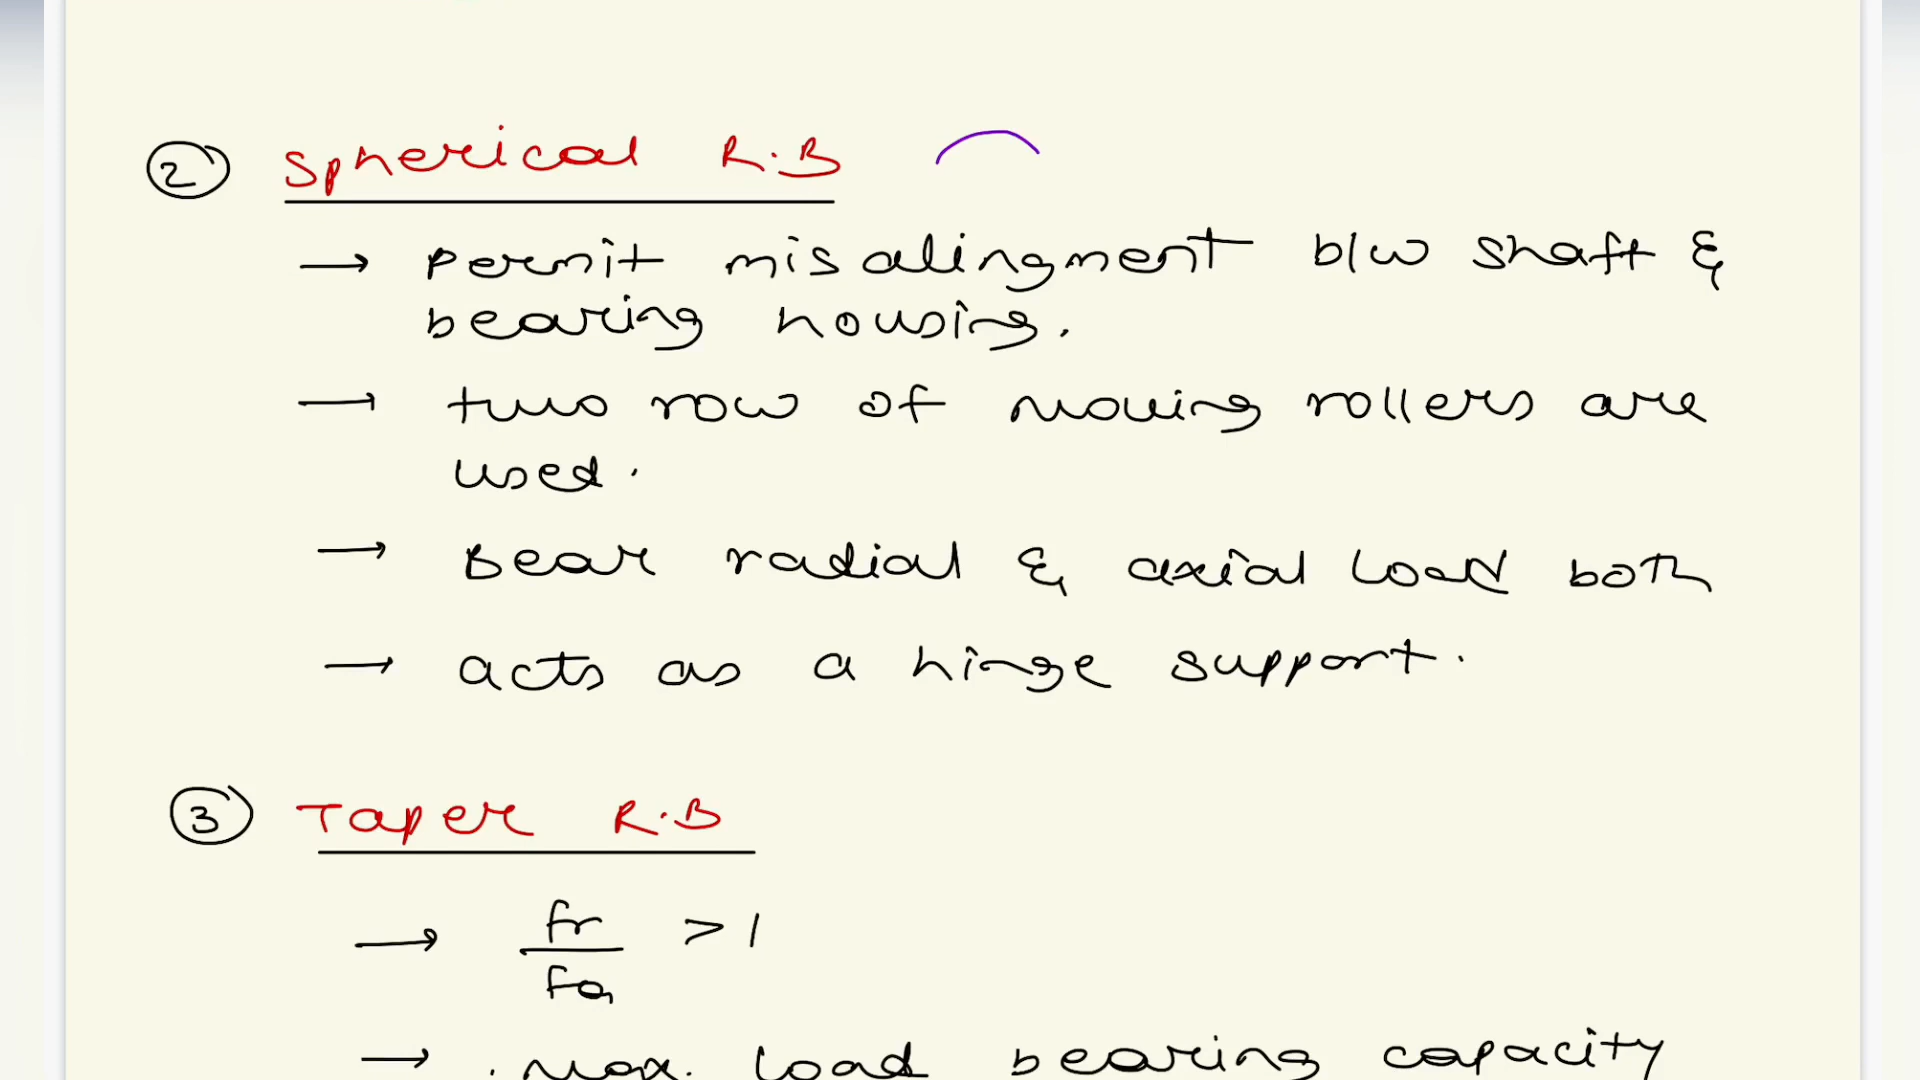 ② Spherical R.B
→ Permit misalingment b/w shaft &
bearing housing.
→ two row of moving rollers are
used.
→ Bear radial & axial load both
→ acts as a hinge support.
③ Taper R.B
→ fr/fa > 1
→ . Max. load bearing capacity